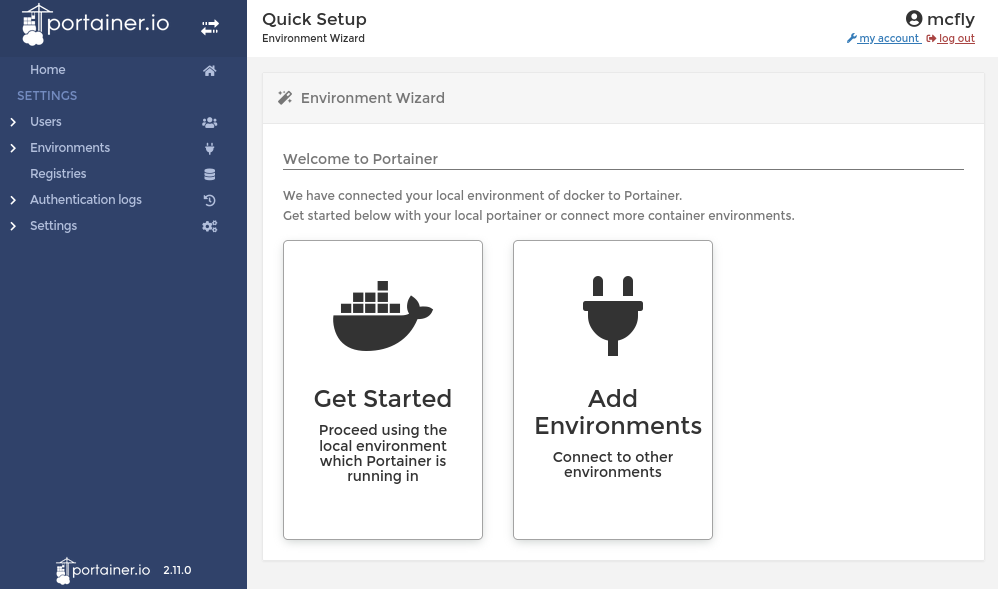 portainer.io
Home
SETTINGS
Users
Environments
Registries
Authentication logs
Settings
portainer.io 2.11.0
Quick Setup
Environment Wizard
mcfly
my account log out
Environment Wizard
Welcome to Portainer
We have connected your local environment of docker to Portainer.
Get started below with your local portainer or connect more container environments.
Get Started
Proceed using the
local environment
which Portainer is
running in
Add
Environments
Connect to other
environments